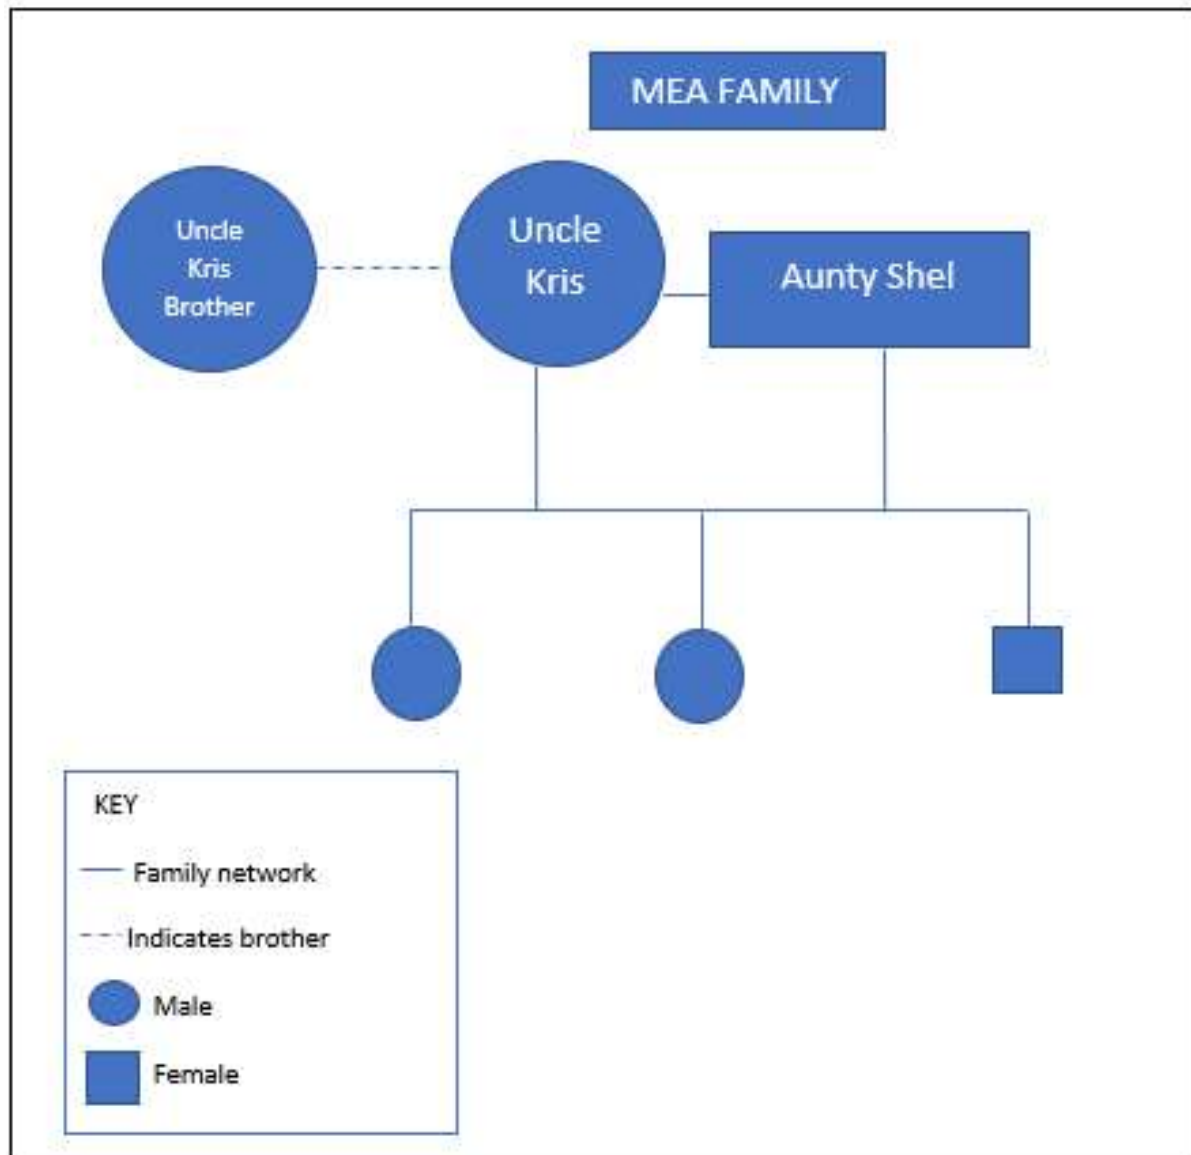 MEA FAMILY
Uncle
Kris
Brother
Uncle
Kris
Aunty Shel
KEY
Family network
Indicates brother
Male
Female